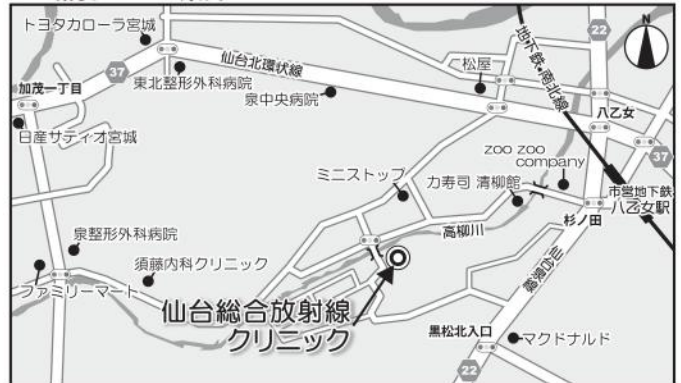 トヨタカローラ宮城
22
N
37
仙台北環状線
松屋
地下鉄・南北線
加茂一丁目
東北整形外科病院
泉中央病院
八乙女
日産サティオ宮城
zoo zoo
company
37
ミニストップ
力寿司 清柳館
市営地下鉄
八乙女駅
杉ノ田
高柳川
泉整形外科病院
須藤内科クリニック
ファミリーマート
仙台総合放射線
クリニック
黒松北入口
マクドナルド
22